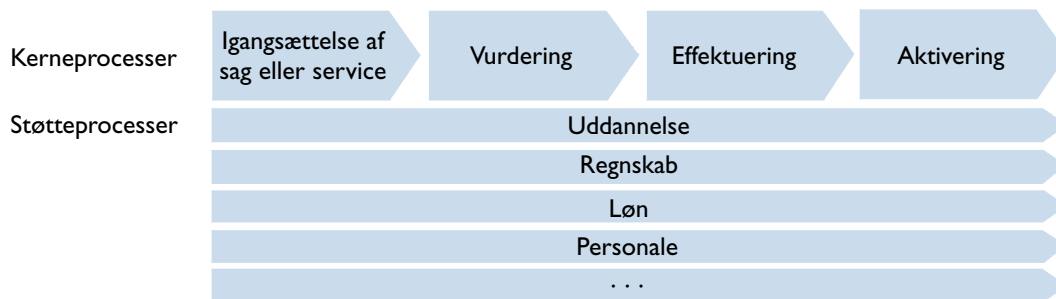 Kerneprocesser
Igangsættelse af
sag eller service
Vurdering
Effektuering
Aktivering
Støtteprocesser
Uddannelse
Regnskab
Løn
Personale
. . .